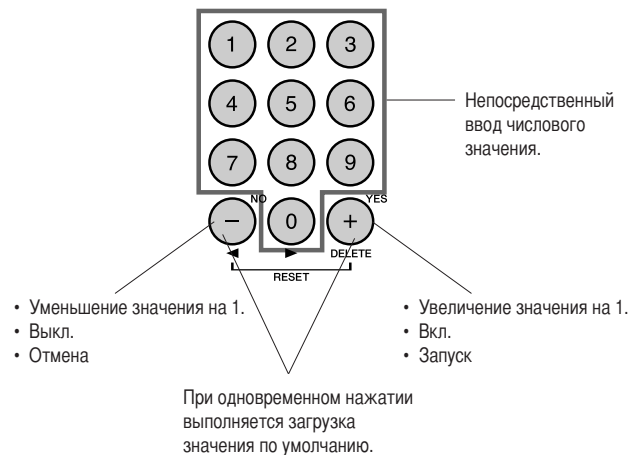 1 2 3
4 5 6
Непосредственный
ввод числового
значения.
7 8 9
NO YES
− 0 +
◄ ► DELETE
RESET
• Уменьшение значения на 1.
• Выкл.
• Отмена
• Увеличение значения на 1.
• Вкл.
• Запуск
При одновременном нажатии
выполняется загрузка
значения по умолчанию.